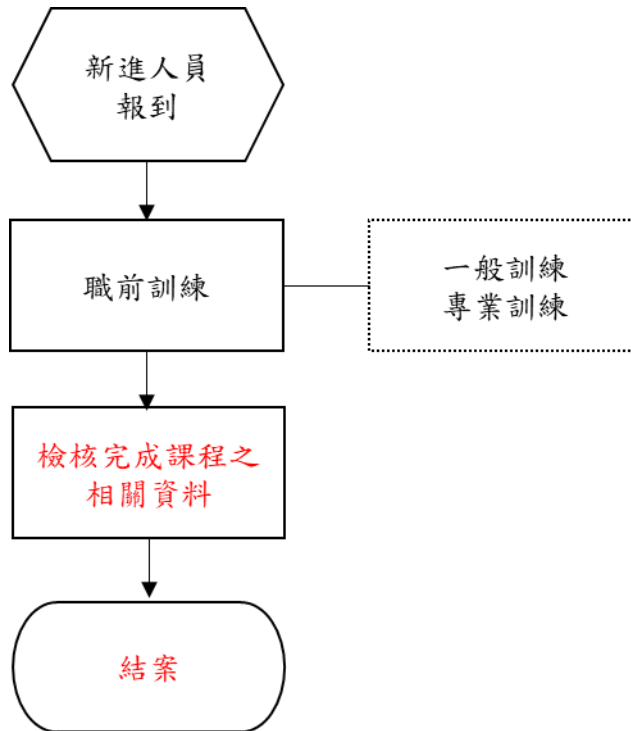 新進人員
報到
職前訓練
一般訓練
專業訓練
檢核完成課程之
相關資料
結案